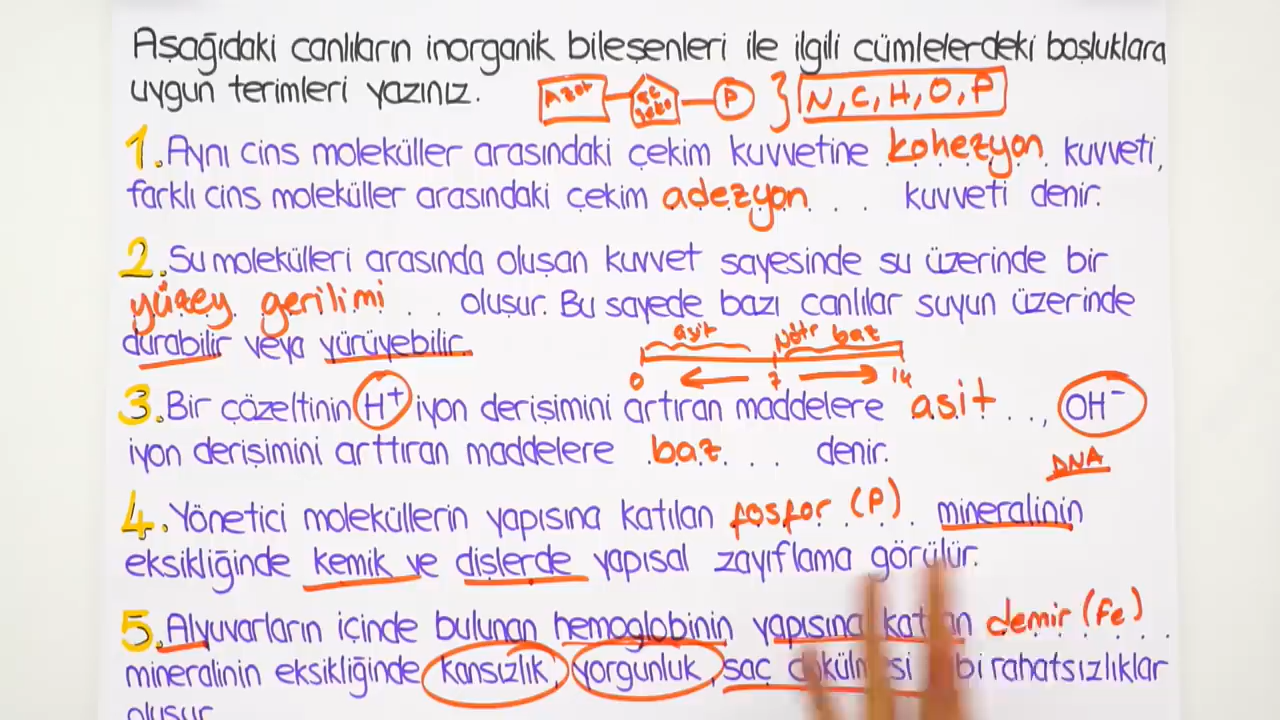 Aşağıdaki canlıların inorganik bileşenleri ile ilgili cümlelerdeki boşluklara
uygun terimleri yazınız.
Azot
P
N, C, H, O, P
1. Aynı cins moleküller arasındaki çekim kuvvetine kohezyon kuvveti,
farklı cins moleküller arasındaki çekim adezyon . . kuvveti denir.
2. Su molekülleri arasında oluşan kuvvet sayesinde su üzerinde bir
yüzey gerilimi . . oluşur. Bu sayede bazı canlılar suyun üzerinde
durabilir veya yürüyebilir.
asit Nötr baz
0 7 14
3. Bir çözeltinin H+ iyon derişimini artıran maddelere asit . . , OH-
iyon derişimini arttıran maddelere baz . . denir.
DNA
4. Yönetici moleküllerin yapısına katılan fosfor (P) . mineralinin
eksikliğinde kemik ve dişlerde yapısal zayıflama görülür.
5. Alyuvarların içinde bulunan hemoglobinin yapısına katılan demir (Fe)
mineralinin eksikliğinde kansızlık, yorgunluk, saç dökülmesi bi rahatsızlıklar
oluşur